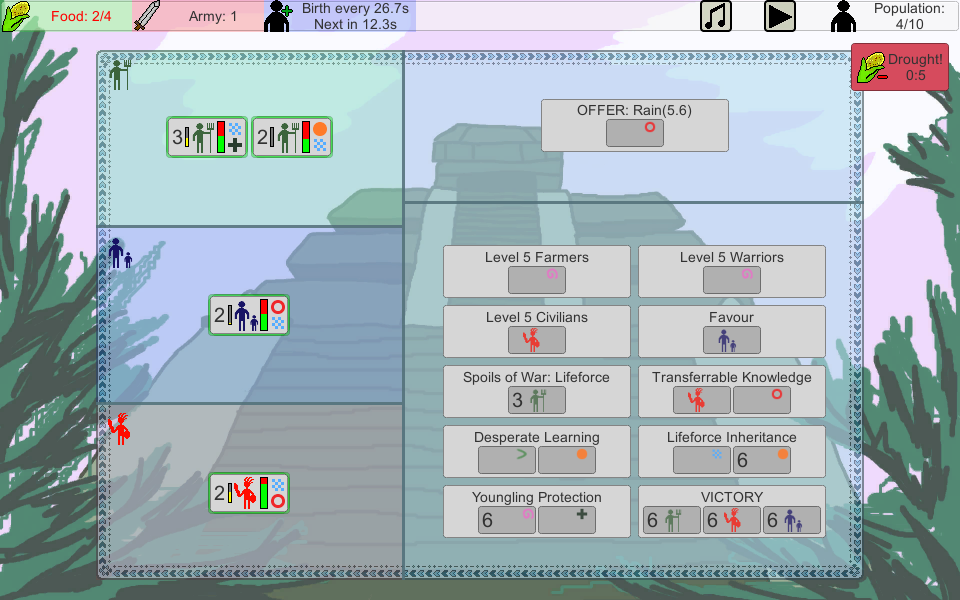 Food: 2/4
Army: 1
Birth every 26.7s
Next in 12.3s
Population:
4/10
Drought!
0:5
OFFER: Rain(5.6)
3
2
2
2
Level 5 Farmers
Level 5 Warriors
Level 5 Civilians
Favour
Spoils of War: Lifeforce
3
Transferrable Knowledge
Desperate Learning
Lifeforce Inheritance
6
Youngling Protection
6
VICTORY
6 6 6